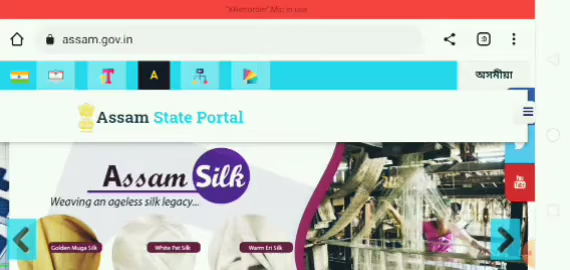 "XRecorder" Mic in use
assam.gov.in
T A অসমীয়া
Assam State Portal
Assam Silk
Weaving an ageless silk legacy...
Golden Muga Silk White Pat Silk Warm Eri Silk